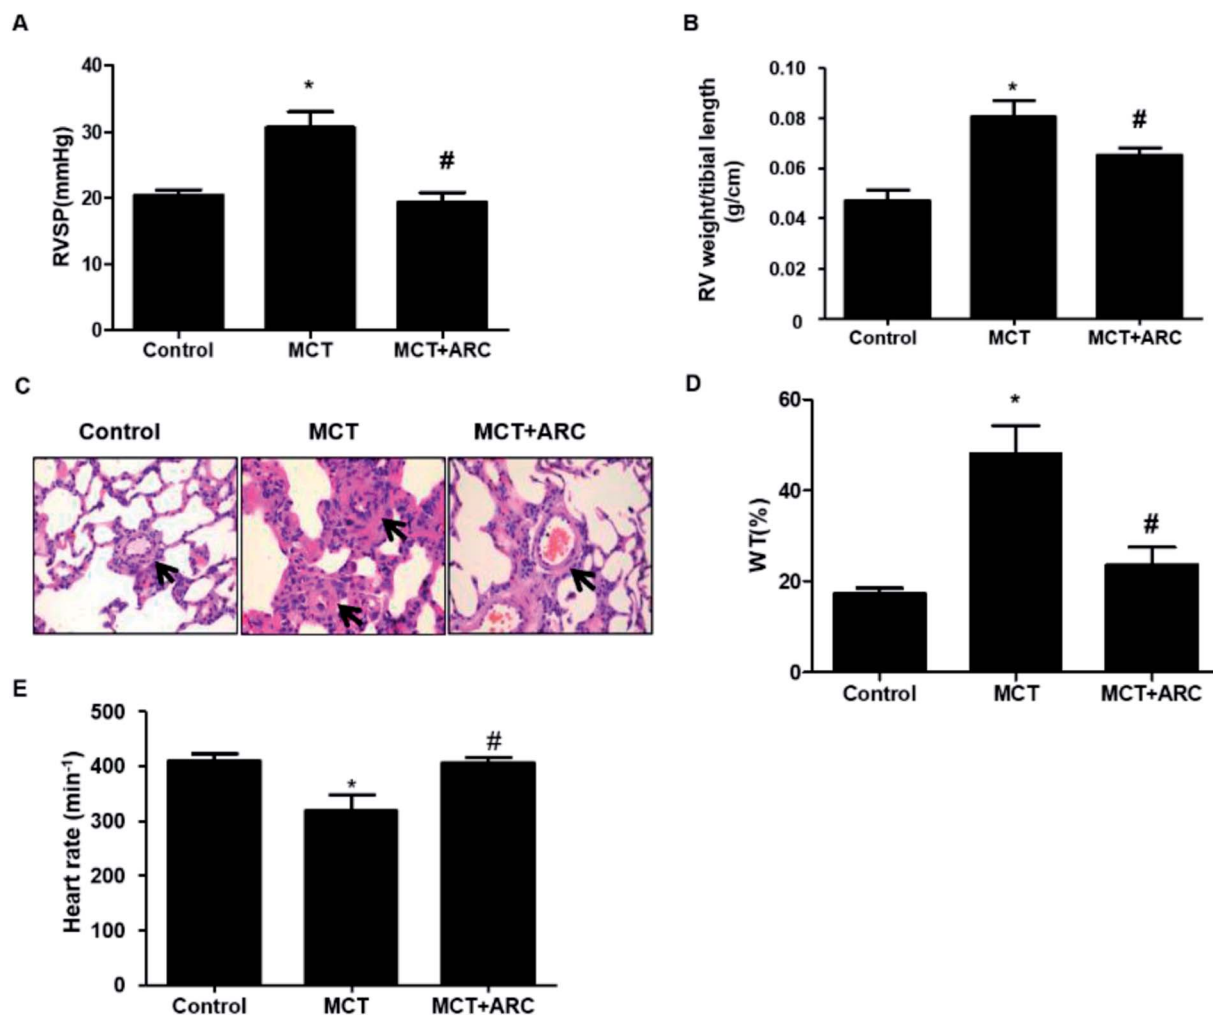 A
40
30
20
10
0
RVSP(mmHg)
*
#
Control MCT MCT+ARC
B
0.10
0.08
0.06
0.04
0.02
0
RV weight/tibial length
(g/cm)
*
#
Control MCT MCT+ARC
C
Control MCT MCT+ARC
D
60
40
20
0
WT(%)
*
#
Control MCT MCT+ARC
E
500
400
300
200
100
0
Heart rate (min⁻¹)
*
#
Control MCT MCT+ARC